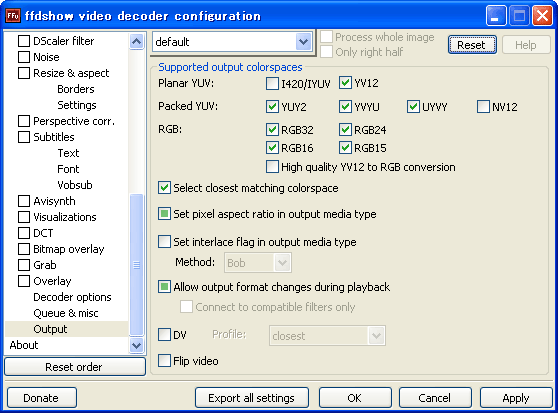 ffdshow video decoder configuration
DScaler filter
Noise
Resize & aspect
Borders
Settings
Perspective corr.
Subtitles
Text
Font
Vobsub
Avisynth
Visualizations
DCT
Bitmap overlay
Grab
Overlay
Decoder options
Queue & misc
Output
About
Reset order
default
Process whole image
Only right half
Reset
Help
Supported output colorspaces
Planar YUV: I420/IYUV YV12
Packed YUV: YUY2 YVYU UYVY NV12
RGB: RGB32 RGB24
RGB16 RGB15
High quality YV12 to RGB conversion
Select closest matching colorspace
Set pixel aspect ratio in output media type
Set interlace flag in output media type
Method: Bob
Allow output format changes during playback
Connect to compatible filters only
DV Profile: closest
Flip video
Donate Export all settings OK Cancel Apply